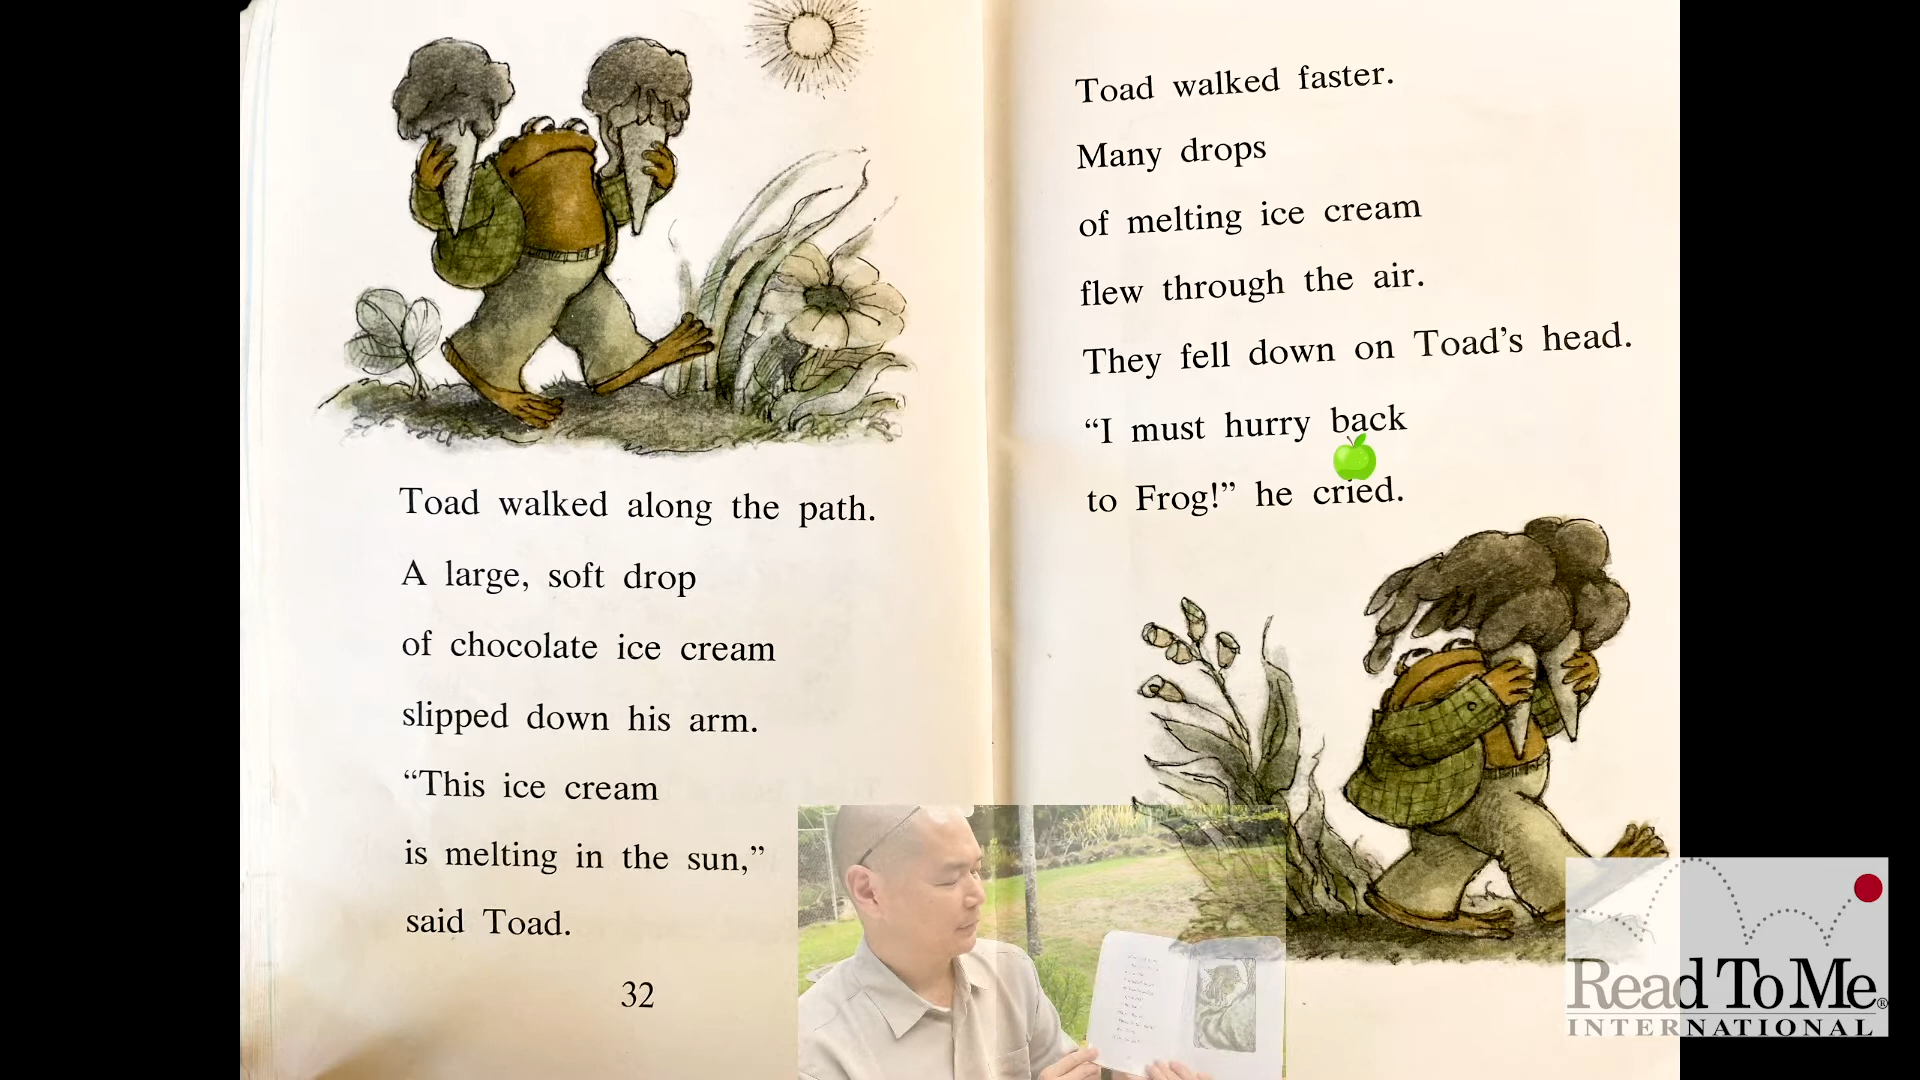 Toad walked along the path.
A large, soft drop
of chocolate ice cream
slipped down his arm.
“This ice cream
is melting in the sun,”
said Toad.
32
Toad walked faster.
Many drops
of melting ice cream
flew through the air.
They fell down on Toad’s head.
“I must hurry back
to Frog!” he cried.
Read To Me®
INTERNATIONAL